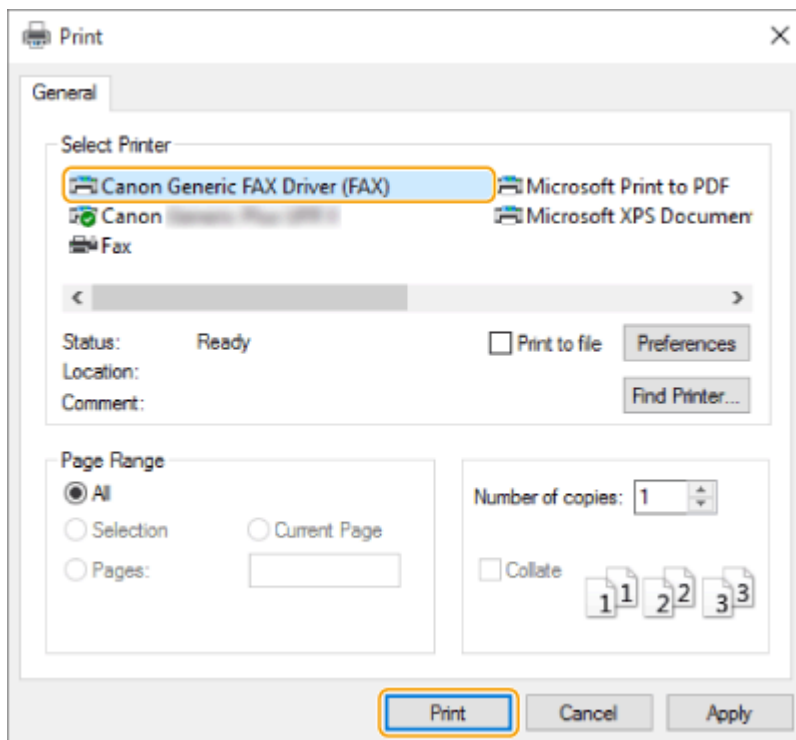 Print
General
Select Printer
Canon Generic FAX Driver (FAX)
Microsoft Print to PDF
Canon
Microsoft XPS Documen
Fax
Status: Ready
Print to file
Preferences
Location:
Comment:
Find Printer...
Page Range
All
Selection
Current Page
Pages:
Number of copies: 1
Collate
1 1 2 2 3 3
Print
Cancel
Apply